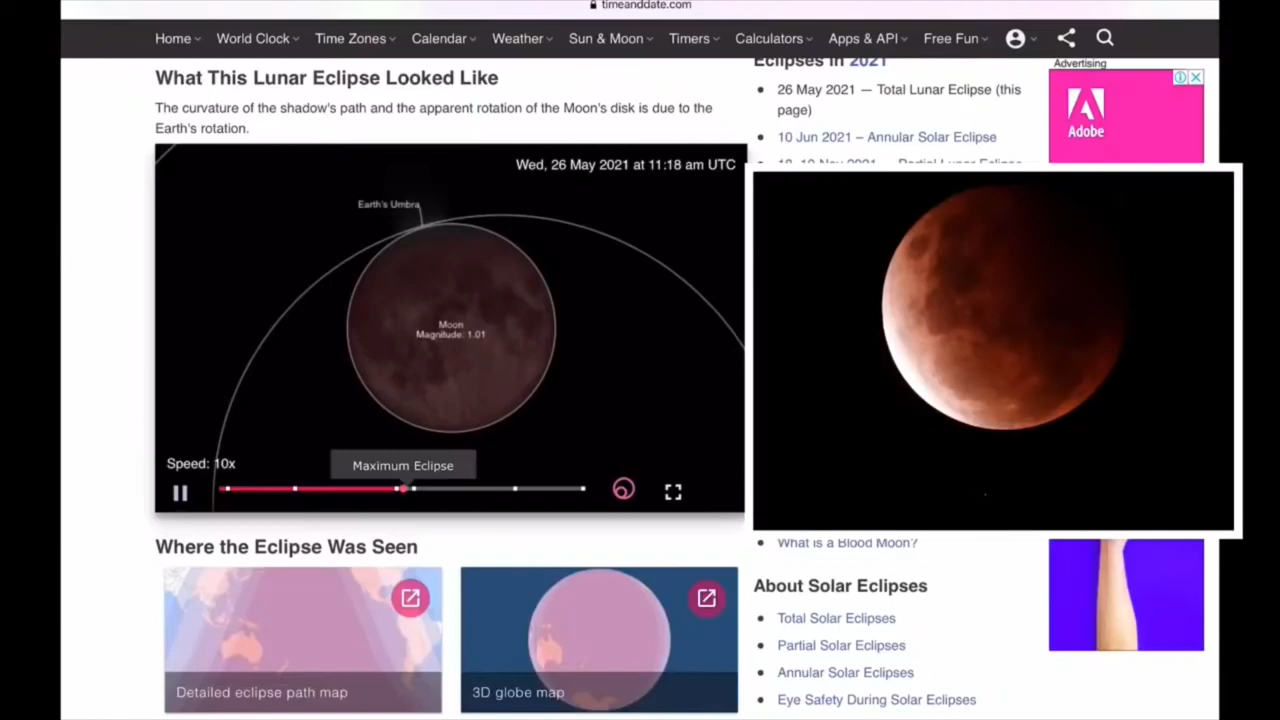 timeanddate.com
Home World Clock Time Zones Calendar Weather Sun & Moon Timers Calculators Apps & API Free Fun
What This Lunar Eclipse Looked Like
The curvature of the shadow's path and the apparent rotation of the Moon's disk is due to the
Earth's rotation.
Wed, 26 May 2021 at 11:18 am UTC
Earth's Umbra
Moon
Magnitude: 1.01
Speed: 10x
Maximum Eclipse
Where the Eclipse Was Seen
Detailed eclipse path map
3D globe map
Eclipses in 2021
26 May 2021 — Total Lunar Eclipse (this
page)
10 Jun 2021 – Annular Solar Eclipse
Nov 2021 — Partial Lunar Eclipse
What is a Blood Moon?
About Solar Eclipses
Total Solar Eclipses
Partial Solar Eclipses
Annular Solar Eclipses
Eye Safety During Solar Eclipses
Advertising
Adobe